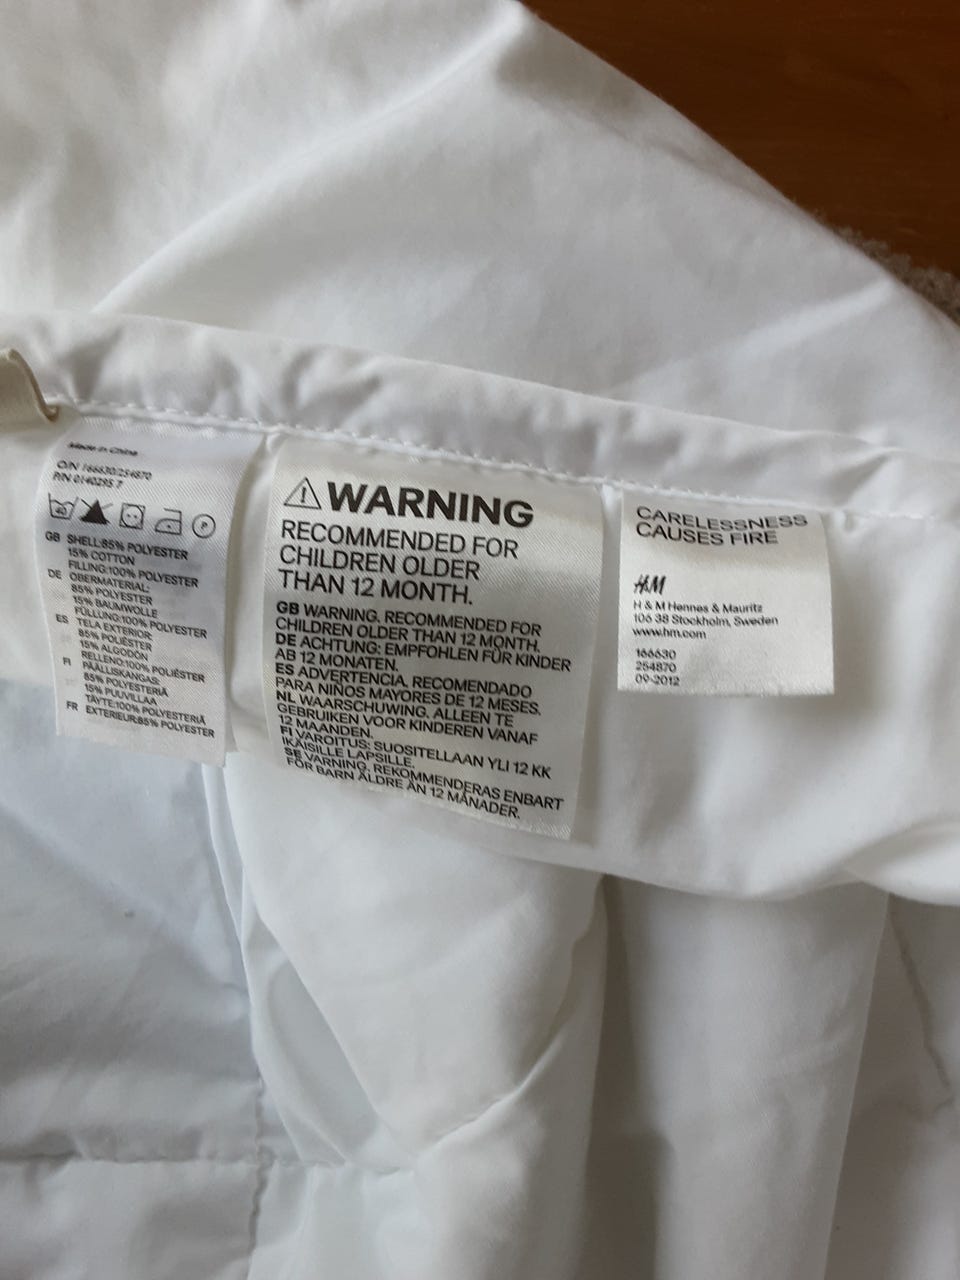 Made in China
O/N 166630/254870
P/N 0140295 7
40
P
GB SHELL:85% POLYESTER
15% COTTON
FILLING:100% POLYESTER
DE OBERMATERIAL:
85% POLYESTER
15% BAUMWOLLE
FÜLLUNG:100% POLYESTER
ES TELA EXTERIOR:
85% POLIÉSTER
15% ALGODÓN
RELLENO:100% POLIÉSTER
FI PÄÄLLISKANGAS:
85% POLYESTERIÄ
15% PUUVILLAA
TÄYTE:100% POLYESTERIÄ
FR EXTERIEUR:85% POLYESTER
WARNING
RECOMMENDED FOR
CHILDREN OLDER
THAN 12 MONTH.
GB WARNING. RECOMMENDED FOR
CHILDREN OLDER THAN 12 MONTH.
DE ACHTUNG: EMPFOHLEN FÜR KINDER
AB 12 MONATEN.
ES ADVERTENCIA. RECOMENDADO
PARA NIÑOS MAYORES DE 12 MESES.
NL WAARSCHUWING. ALLEEN TE
GEBRUIKEN VOOR KINDEREN VANAF
12 MAANDEN.
FI VAROITUS: SUOSITELLAAN YLI 12 KK
IKÄISILLE LAPSILLE.
SE VARNING. REKOMMENDERAS ENBART
FÖR BARN ÄLDRE ÄN 12 MÅNADER.
CARELESSNESS
CAUSES FIRE
H&M
H & M Hennes & Mauritz
106 38 Stockholm, Sweden
www.hm.com
166630
254870
09-2012